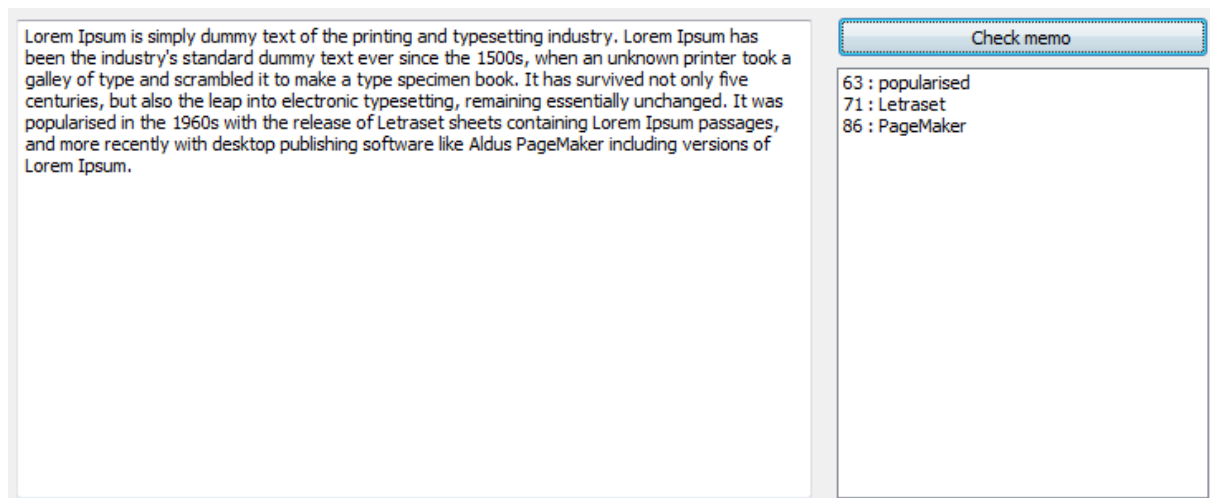 Lorem Ipsum is simply dummy text of the printing and typesetting industry. Lorem Ipsum has
been the industry's standard dummy text ever since the 1500s, when an unknown printer took a
galley of type and scrambled it to make a type specimen book. It has survived not only five
centuries, but also the leap into electronic typesetting, remaining essentially unchanged. It was
popularised in the 1960s with the release of Letraset sheets containing Lorem Ipsum passages,
and more recently with desktop publishing software like Aldus PageMaker including versions of
Lorem Ipsum.
Check memo
63 : popularised
71 : Letraset
86 : PageMaker